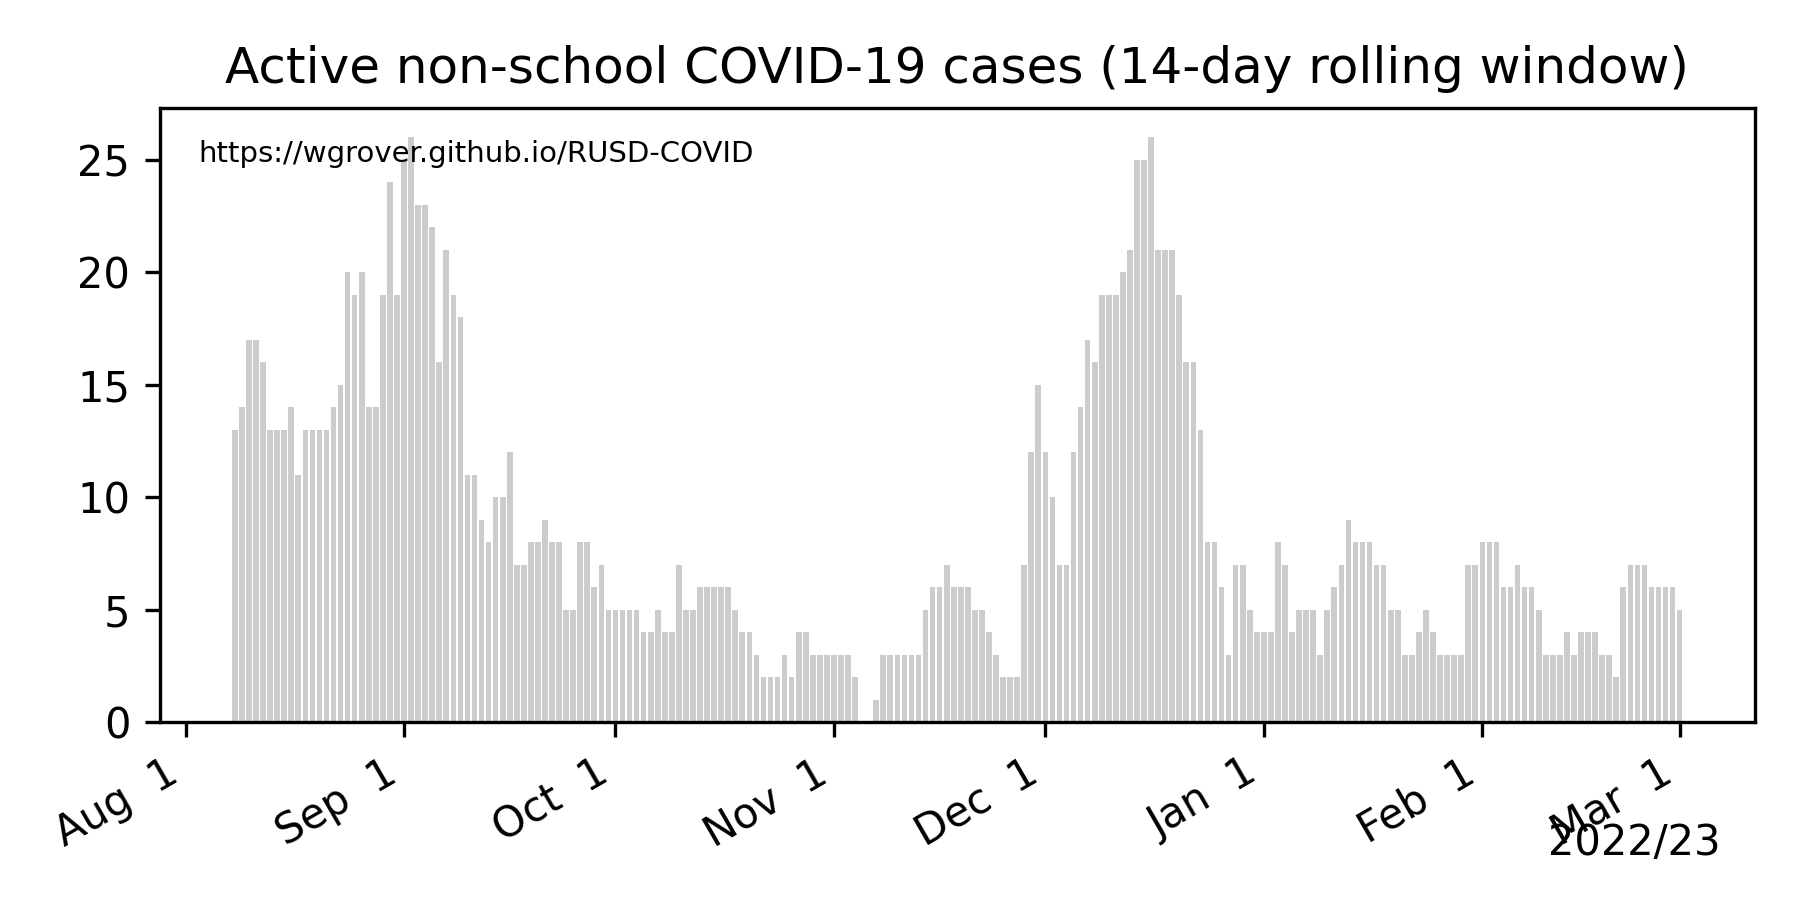 Active non-school COVID-19 cases (14-day rolling window)
https://wgrover.github.io/RUSD-COVID
25
20
15
10
5
0
Aug 1
Sep 1
Oct 1
Nov 1
Dec 1
Jan 1
Feb 1
Mar 1
2022/23